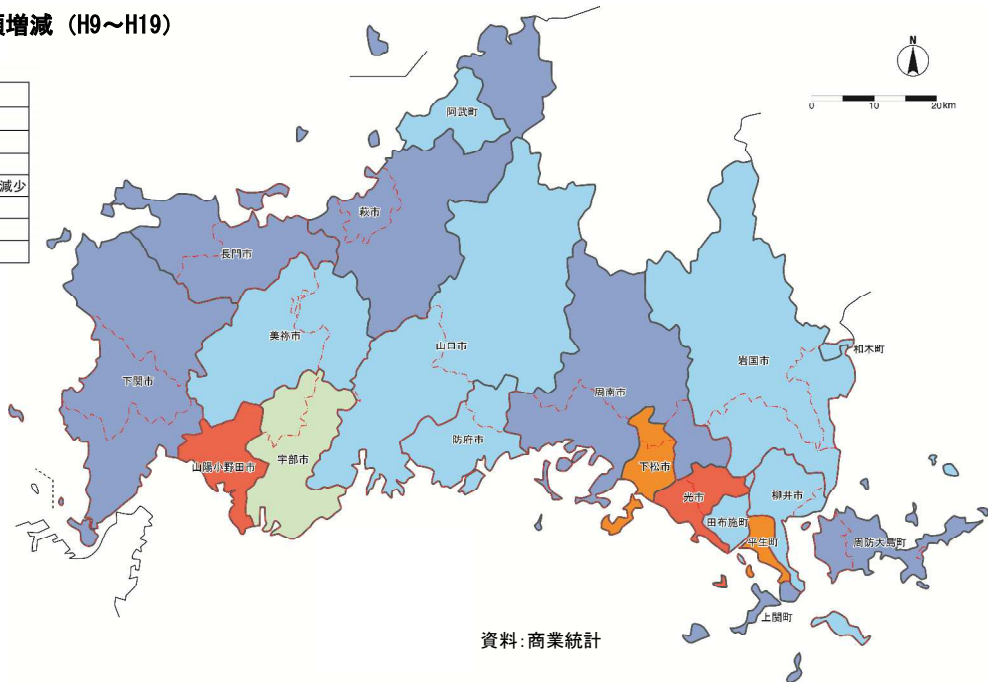 額増減（H9～H19）
N
0 10 20km
減少
阿武町
萩市
長門市
美祢市
山口市
岩国市
和木町
下関市
周南市
防府市
宇部市
山陽小野田市
下松市
光市
柳井市
田布施町
平生町
周防大島町
上関町
資料：商業統計